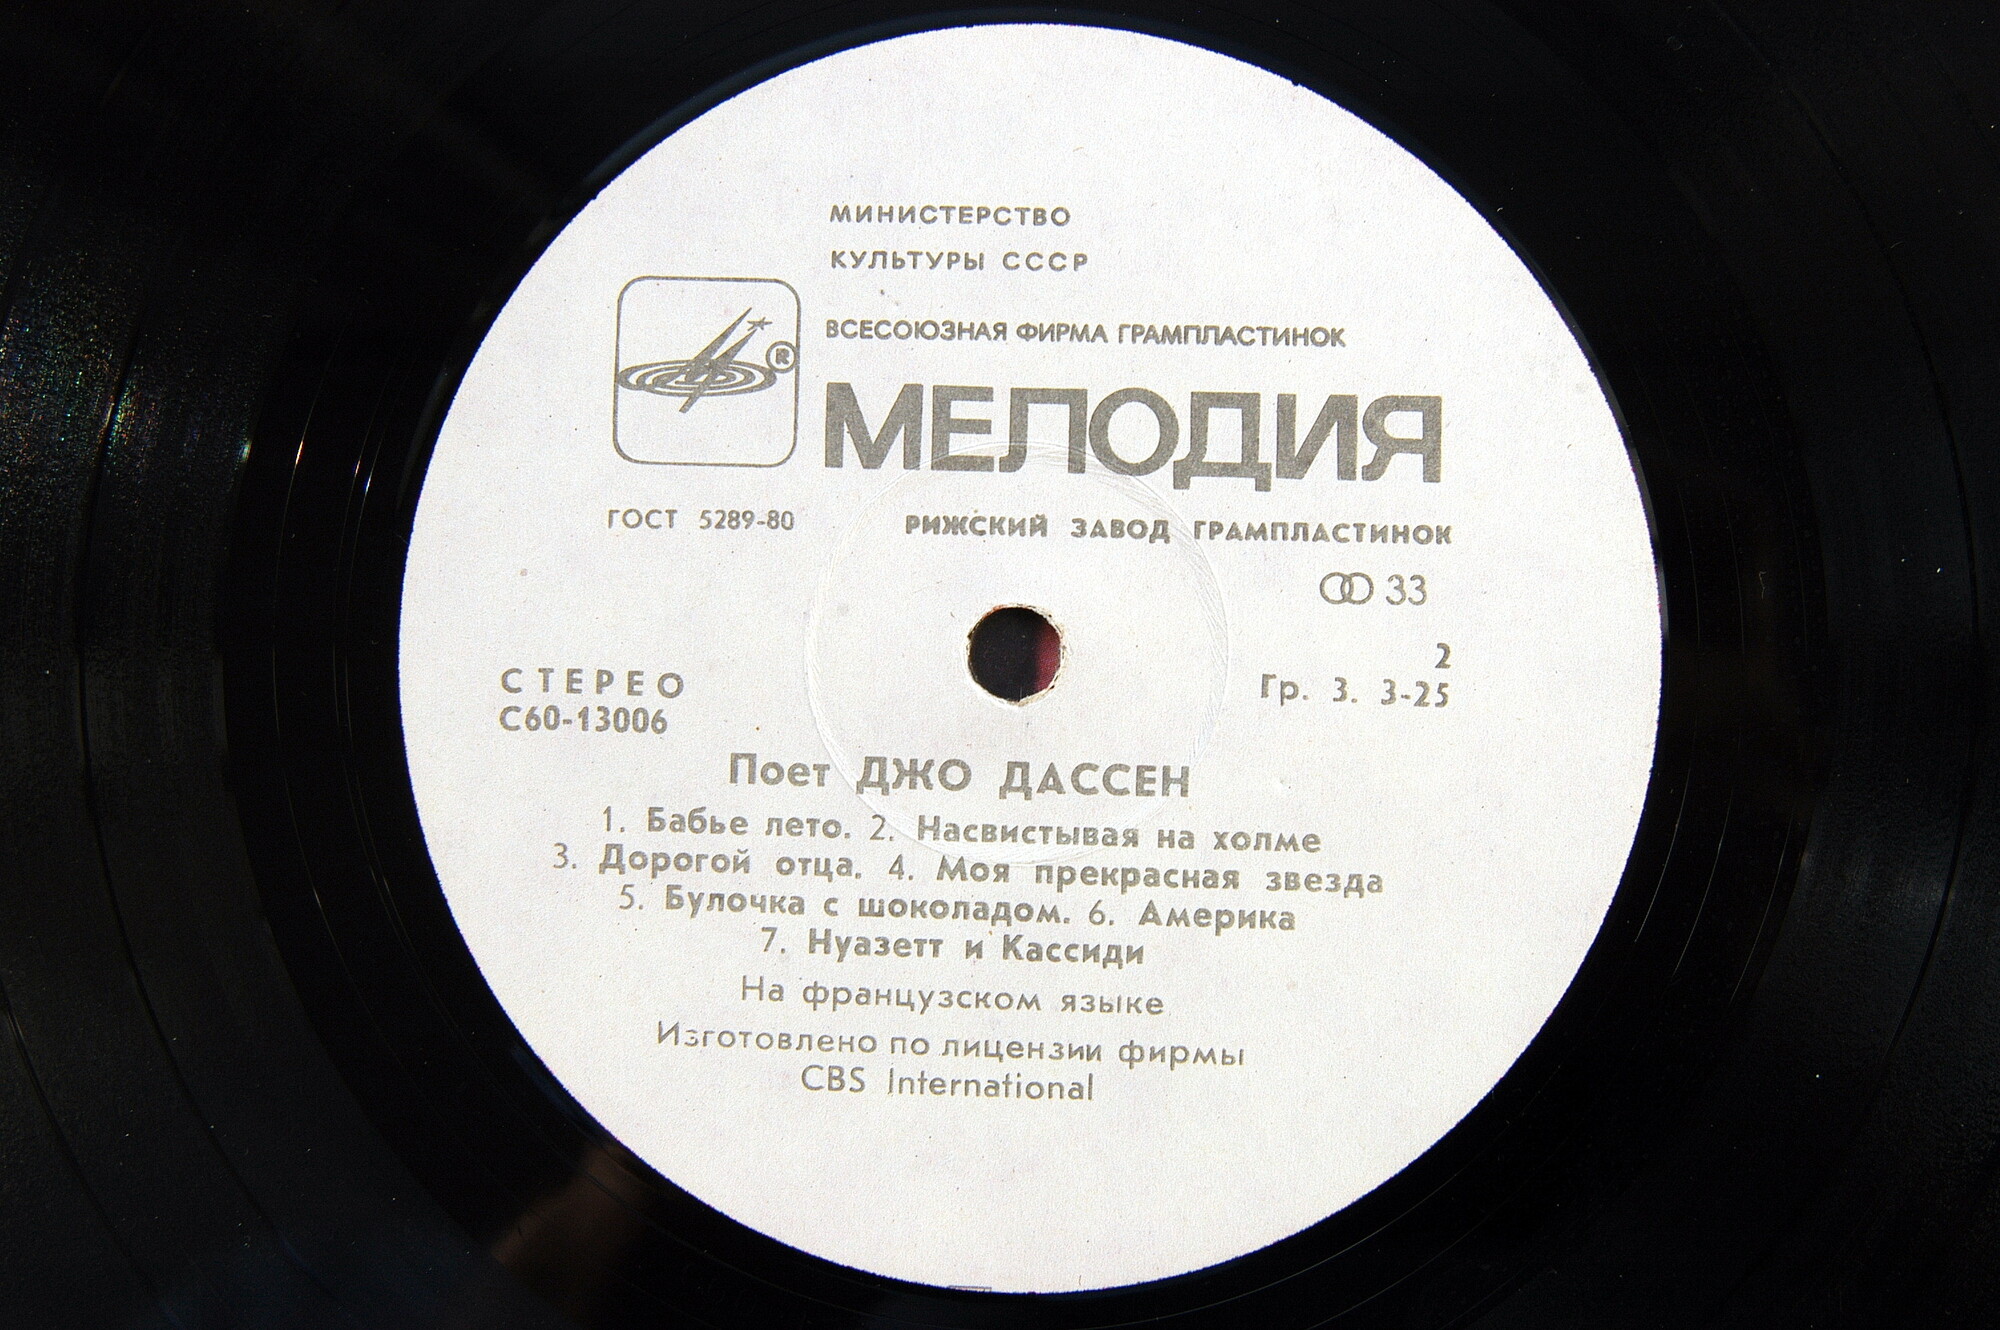 МИНИСТЕРСТВО
КУЛЬТУРЫ СССР
ВСЕСОЮЗНАЯ ФИРМА ГРАМПЛАСТИНОК
®
МЕЛОДИЯ
ГОСТ 5289-80
РИЖСКИЙ ЗАВОД ГРАМПЛАСТИНОК
33
2
Гр. 3. 3-25
СТЕРЕО
С60-13006
Поет ДЖО ДАССЕН
1. Бабье лето. 2. Насвистывая на холме
3. Дорогой отца. 4. Моя прекрасная звезда
5. Булочка с шоколадом. 6. Америка
7. Нуазетт и Кассиди
На французском языке
Изготовлено по лицензии фирмы
CBS International